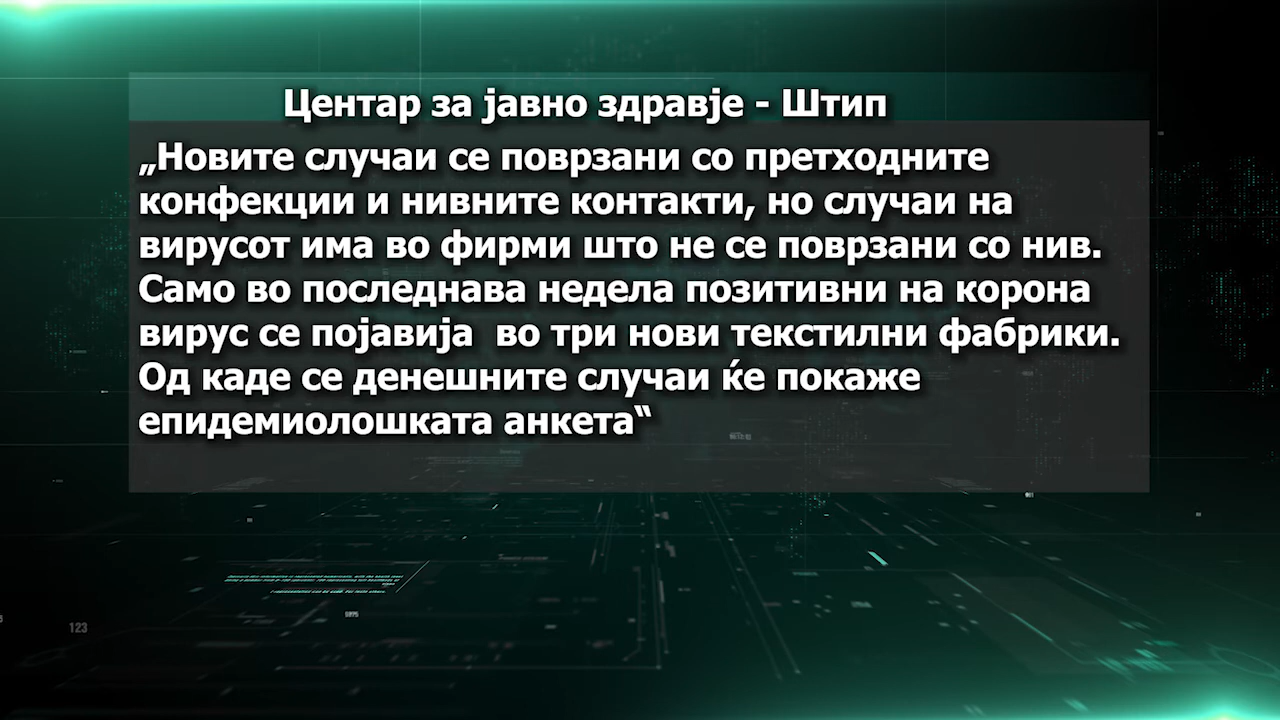 Центар за јавно здравје - Штип
„Новите случаи се поврзани со претходните
конфекции и нивните контакти, но случаи на
вирусот има во фирми што не се поврзани со нив.
Само во последнава недела позитивни на корона
вирус се појавија  во три нови текстилни фабрики.
Од каде се денешните случаи ќе покаже
епидемиолошката анкета“
123